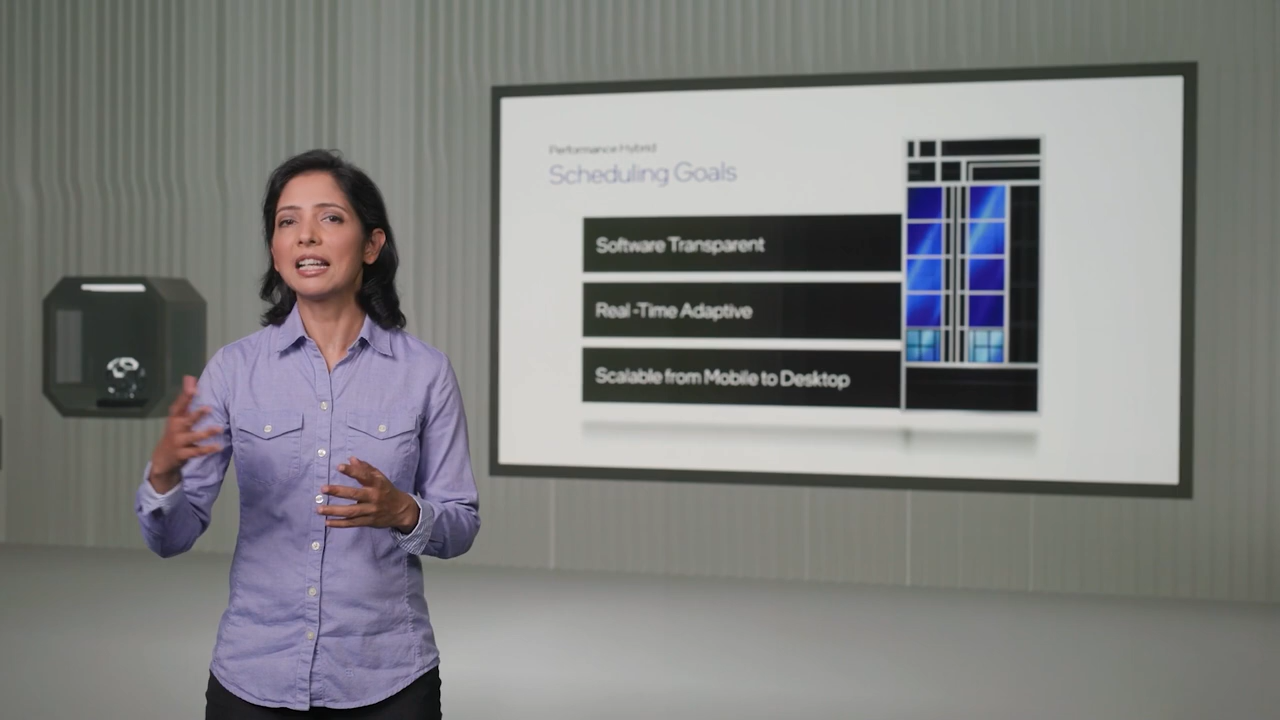 Performance Hybrid
Scheduling Goals
Software Transparent
Real -Time Adaptive
Scalable from Mobile to Desktop